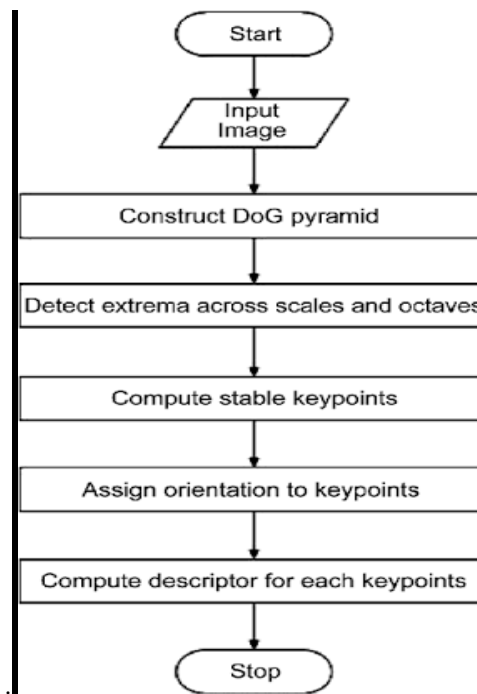 Start
Input
Image
Construct DoG pyramid
Detect extrema across scales and octaves
Compute stable keypoints
Assign orientation to keypoints
Compute descriptor for each keypoints
Stop